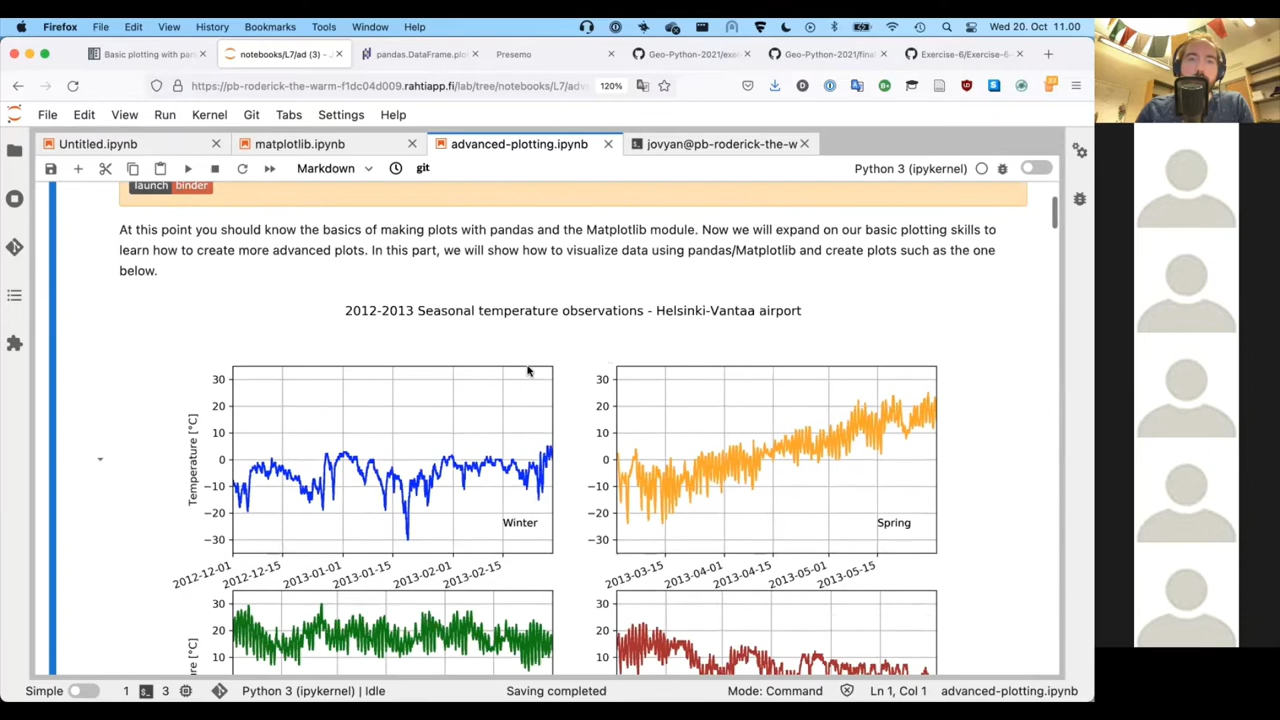 Firefox File Edit View History Bookmarks Tools Window Help Wed 20. Oct 11.00
Basic plotting with pan notebooks/L7/ad (3) - J pandas.DataFrame.plo Presemo Geo-Python-2021/exe Geo-Python-2021/final Exercise-6/Exercise-6-
https://pb-roderick-the-warm-f1dc04d009.rahtiapp.fi/lab/tree/notebooks/L7/adv 120%
File Edit View Run Kernel Git Tabs Settings Help
Untitled.ipynb matplotlib.ipynb advanced-plotting.ipynb jovyan@pb-roderick-the-w
Markdown git Python 3 (ipykernel)
launch binder
At this point you should know the basics of making plots with pandas and the Matplotlib module. Now we will expand on our basic plotting skills to
learn how to create more advanced plots. In this part, we will show how to visualize data using pandas/Matplotlib and create plots such as the one
below.
2012-2013 Seasonal temperature observations - Helsinki-Vantaa airport
30 30
20 20
10 10
0 0
−10 −10
−20 −20
−30 −30
Temperature [°C]
Winter Spring
2012-12-01 2012-12-15 2013-01-01 2013-01-15 2013-02-01 2013-02-15 2013-03-15 2013-04-01 2013-04-15 2013-05-01 2013-05-15
30 30
20 20
10 10
ure [°C]
Simple 1 3 Python 3 (ipykernel) | Idle Saving completed Mode: Command Ln 1, Col 1 advanced-plotting.ipynb